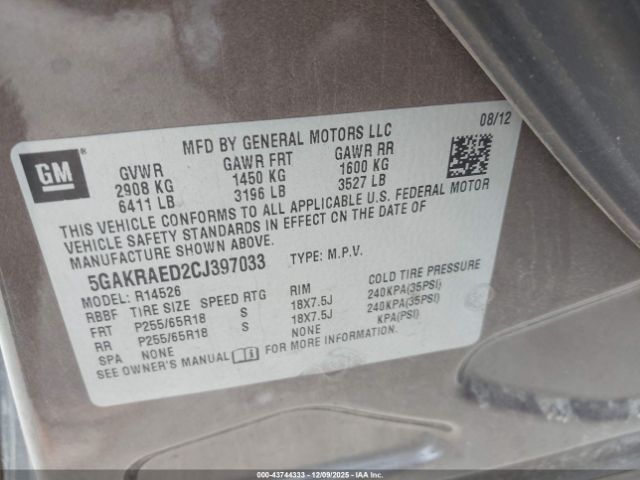 MFD BY GENERAL MOTORS LLC 08/12
GM ®
GVWR GAWR FRT GAWR RR
2908 KG 1450 KG 1600 KG
6411 LB 3196 LB 3527 LB
THIS VEHICLE CONFORMS TO ALL APPLICABLE U.S. FEDERAL MOTOR
VEHICLE SAFETY STANDARDS IN EFFECT ON THE DATE OF
MANUFACTURE SHOWN ABOVE.
5GAKRAED2CJ397033 TYPE: M.P.V.
MODEL: R14526
RBBF TIRE SIZE SPEED RTG RIM COLD TIRE PRESSURE
FRT P255/65R18 S 18X7.5J 240KPA(35PSI)
RR P255/65R18 S 18X7.5J 240KPA(35PSI)
SPA NONE NONE KPA(PSI)
SEE OWNER'S MANUAL FOR MORE INFORMATION.
000-43744333 - 12/09/2025 - IAA Inc.